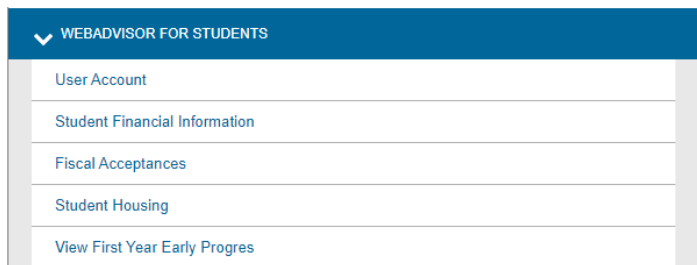 WEBADVISOR FOR STUDENTS
User Account
Student Financial Information
Fiscal Acceptances
Student Housing
View First Year Early Progres